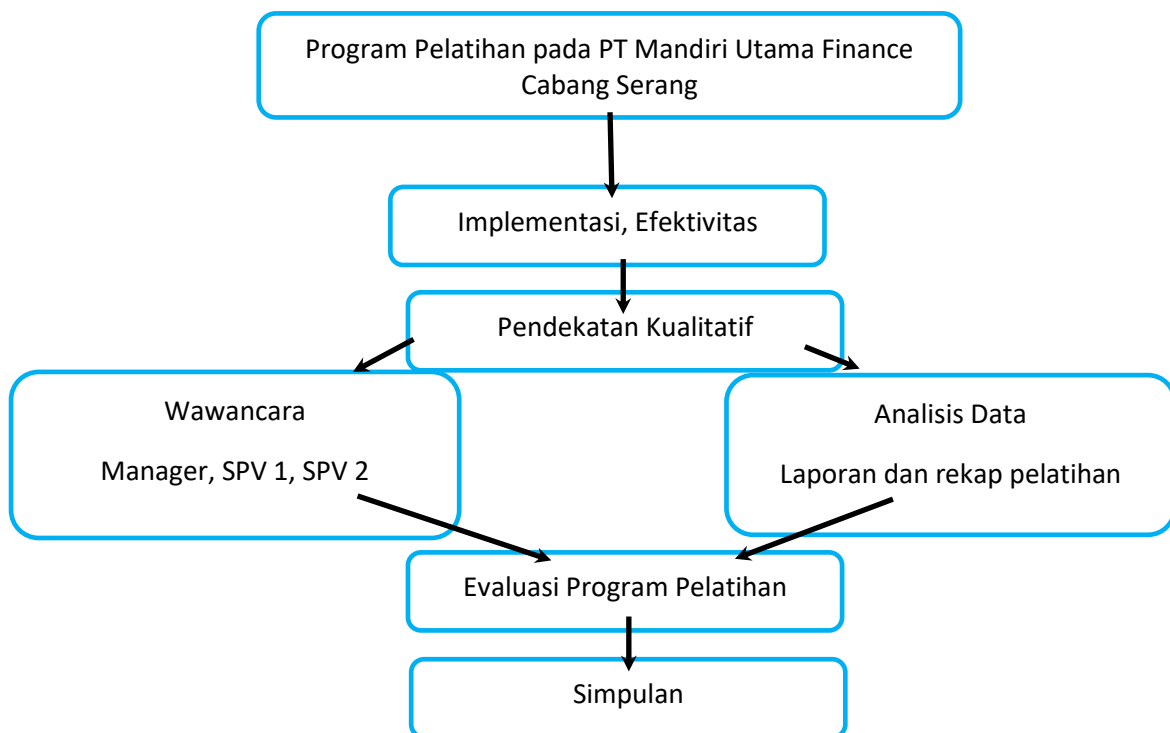 Program Pelatihan pada PT Mandiri Utama Finance
Cabang Serang
Implementasi, Efektivitas
Pendekatan Kualitatif
Wawancara
Manager, SPV 1, SPV 2
Analisis Data
Laporan dan rekap pelatihan
Evaluasi Program Pelatihan
Simpulan